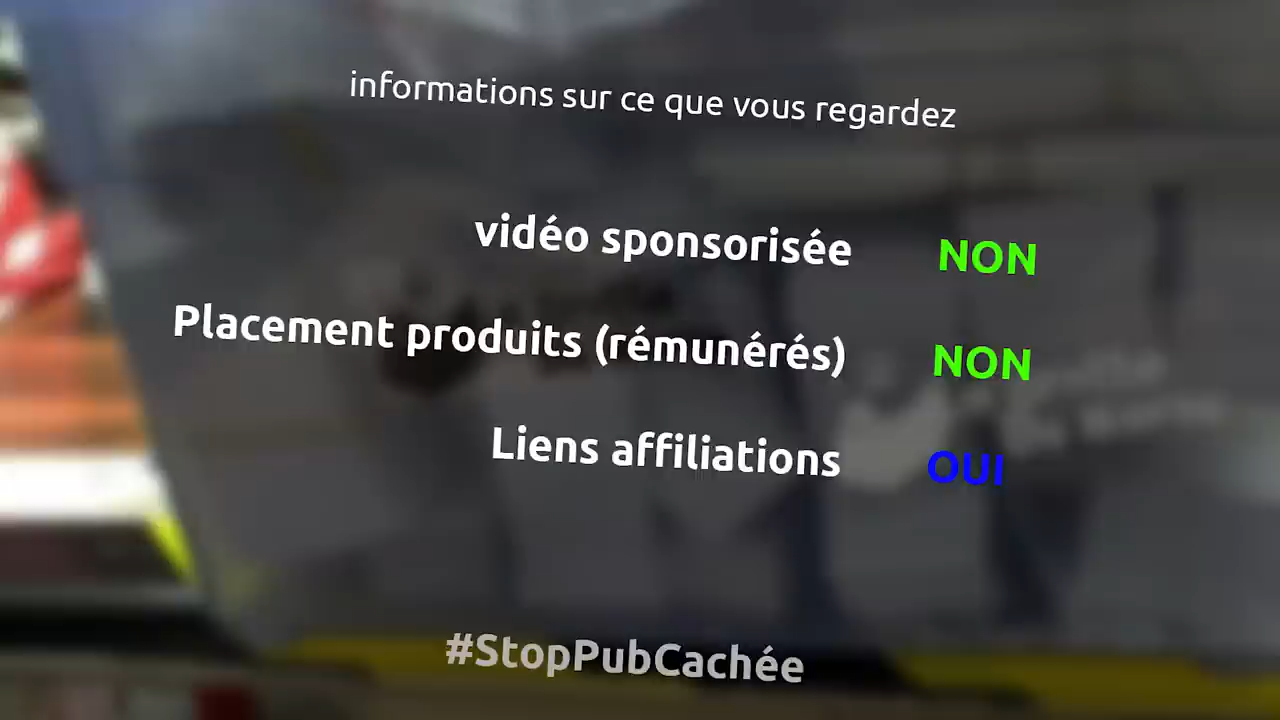 informations sur ce que vous regardez
vidéo sponsorisée NON
Placement produits (rémunérés) NON
Liens affiliations OUI
#StopPubCachée